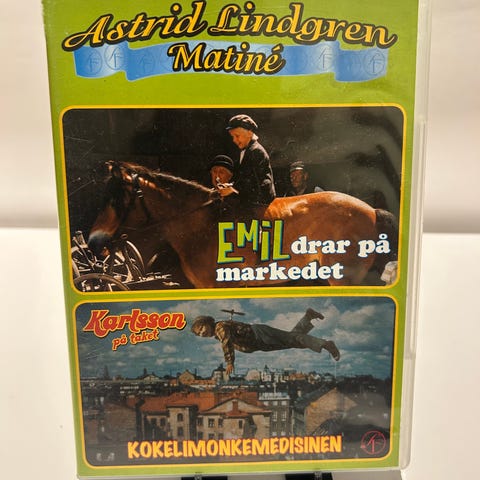 Astrid Lindgren
Matiné
EMIL drar på
markedet
Karlsson
på taket
KOKELIMONKEMEDISINEN